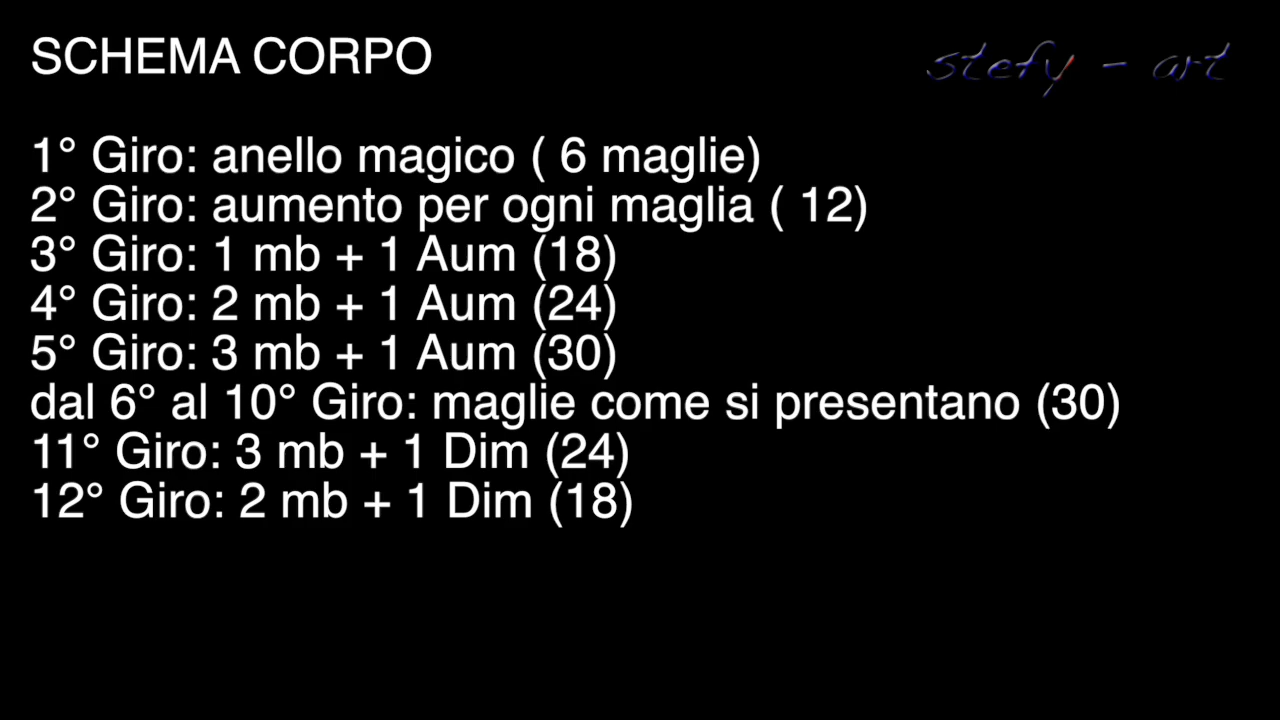 SCHEMA CORPO
stefy - art
1° Giro: anello magico ( 6 maglie)
2° Giro: aumento per ogni maglia ( 12)
3° Giro: 1 mb + 1 Aum (18)
4° Giro: 2 mb + 1 Aum (24)
5° Giro: 3 mb + 1 Aum (30)
dal 6° al 10° Giro: maglie come si presentano (30)
11° Giro: 3 mb + 1 Dim (24)
12° Giro: 2 mb + 1 Dim (18)